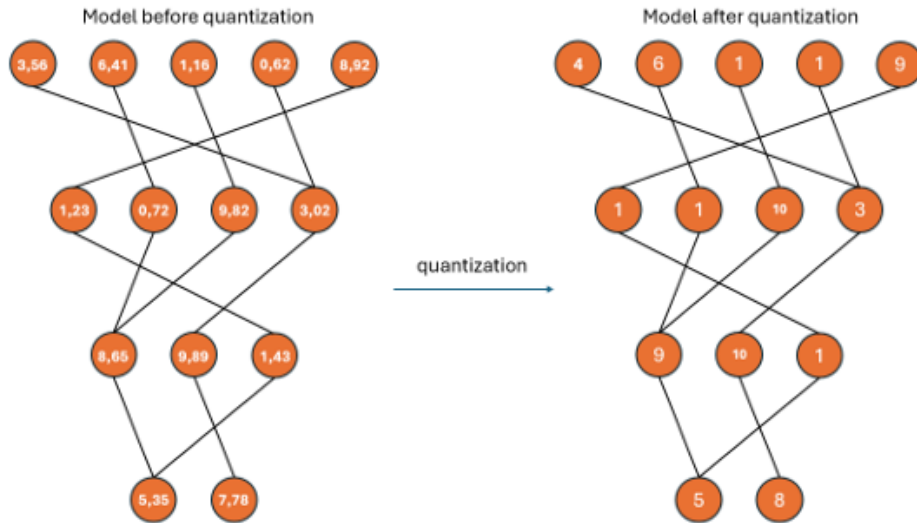 Model before quantization
Model after quantization
3,56 6,41 1,16 0,62 8,92
4 6 1 1 9
1,23 0,72 9,82 3,02
1 1 10 3
quantization
8,65 9,89 1,43
9 10 1
5,35 7,78
5 8